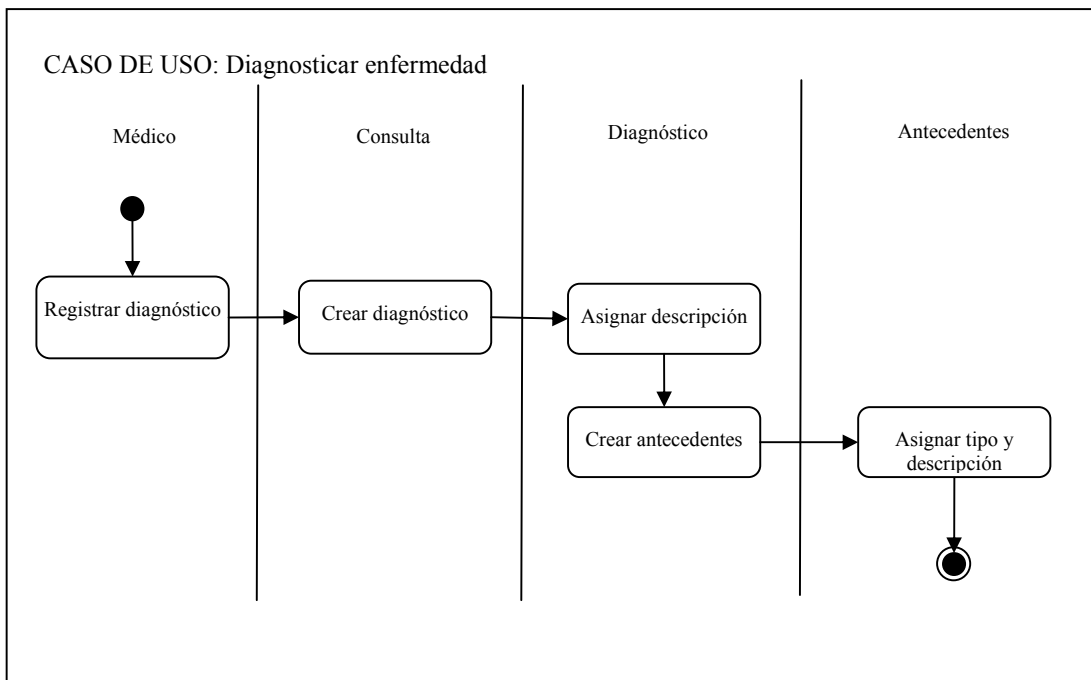 CASO DE USO: Diagnosticar enfermedad
Médico
Consulta
Diagnóstico
Antecedentes
Registrar diagnóstico
Crear diagnóstico
Asignar descripción
Crear antecedentes
Asignar tipo y
descripción